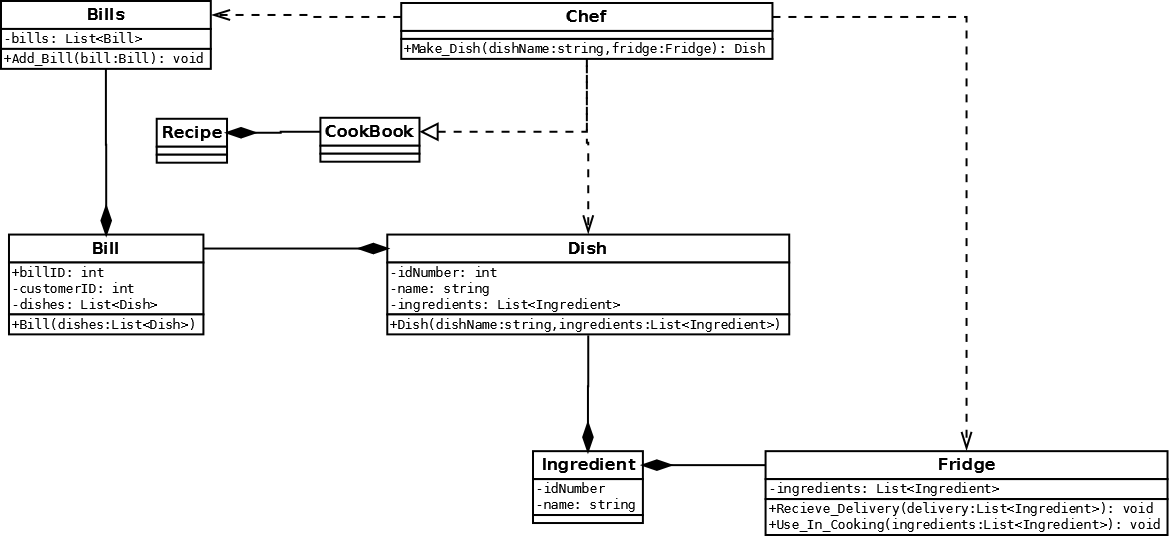 Bills
-bills: List<Bill>
+Add_Bill(bill:Bill): void
Chef
+Make_Dish(dishName:string,fridge:Fridge): Dish
Recipe
CookBook
Bill
+billID: int
-customerID: int
-dishes: List<Dish>
+Bill(dishes:List<Dish>)
Dish
-idNumber: int
-name: string
-ingredients: List<Ingredient>
+Dish(dishName:string,ingredients:List<Ingredient>)
Ingredient
-idNumber
-name: string
Fridge
-ingredients: List<Ingredient>
+Recieve_Delivery(delivery:List<Ingredient>): void
+Use_In_Cooking(ingredients:List<Ingredient>): void